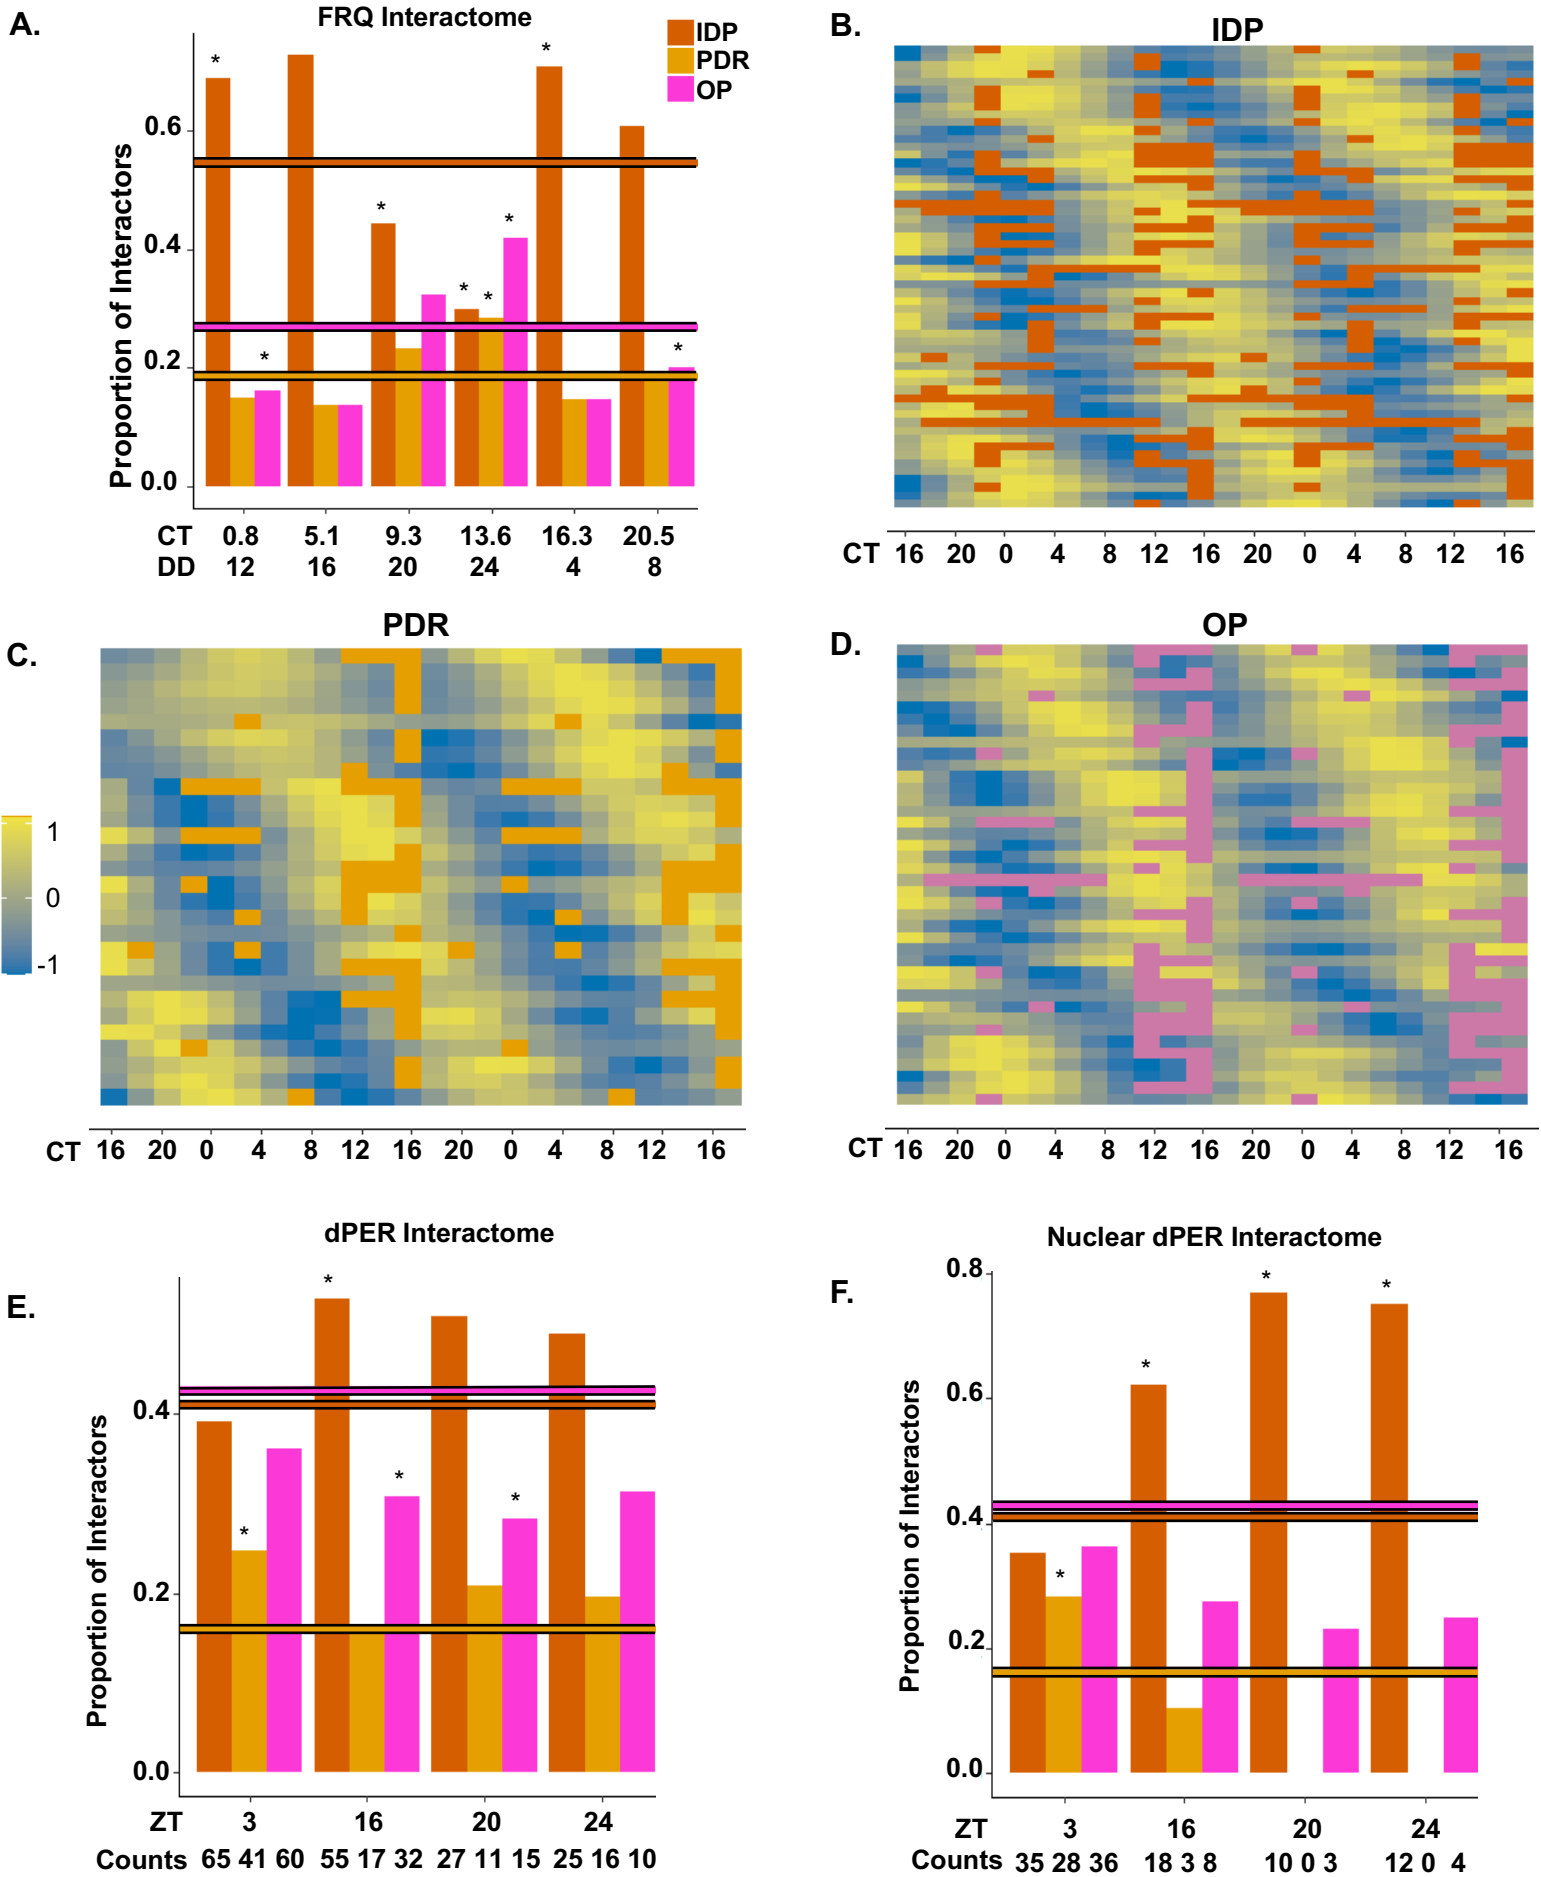 A.
FRQ Interactome
IDP
PDR
OP
*
*
*
*
*
*
*
*
Proportion of Interactors
0.6
0.4
0.2
0.0
CT 0.8 5.1 9.3 13.6 16.3 20.5
DD 12 16 20 24 4 8
B.
IDP
CT 16 20 0 4 8 12 16 20 0 4 8 12 16
C.
PDR
1
0
-1
CT 16 20 0 4 8 12 16 20 0 4 8 12 16
D.
OP
CT 16 20 0 4 8 12 16 20 0 4 8 12 16
E.
dPER Interactome
*
*
*
*
Proportion of Interactors
0.4
0.2
0.0
ZT 3 16 20 24
Counts 65 41 60 55 17 32 27 11 15 25 16 10
F.
Nuclear dPER Interactome
*
*
*
*
Proportion of Interactors
0.8
0.6
0.4
0.2
0.0
ZT 3 16 20 24
Counts 35 28 36 18 3 8 10 0 3 12 0 4